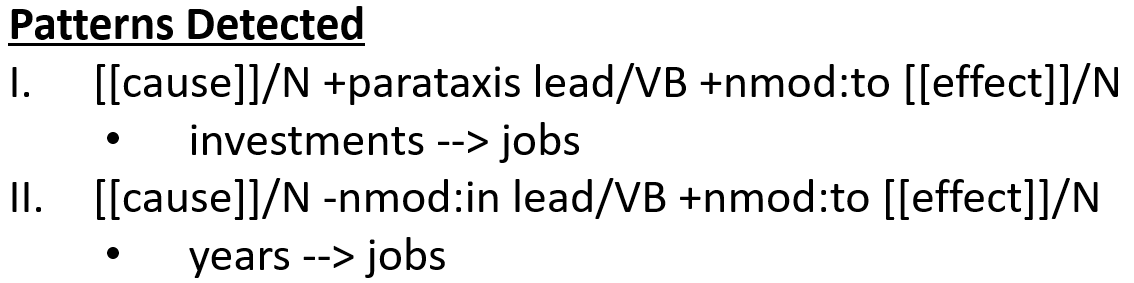 Patterns Detected
I. [[cause]]/N +parataxis lead/VB +nmod:to [[effect]]/N
• investments --> jobs
II. [[cause]]/N -nmod:in lead/VB +nmod:to [[effect]]/N
• years --> jobs